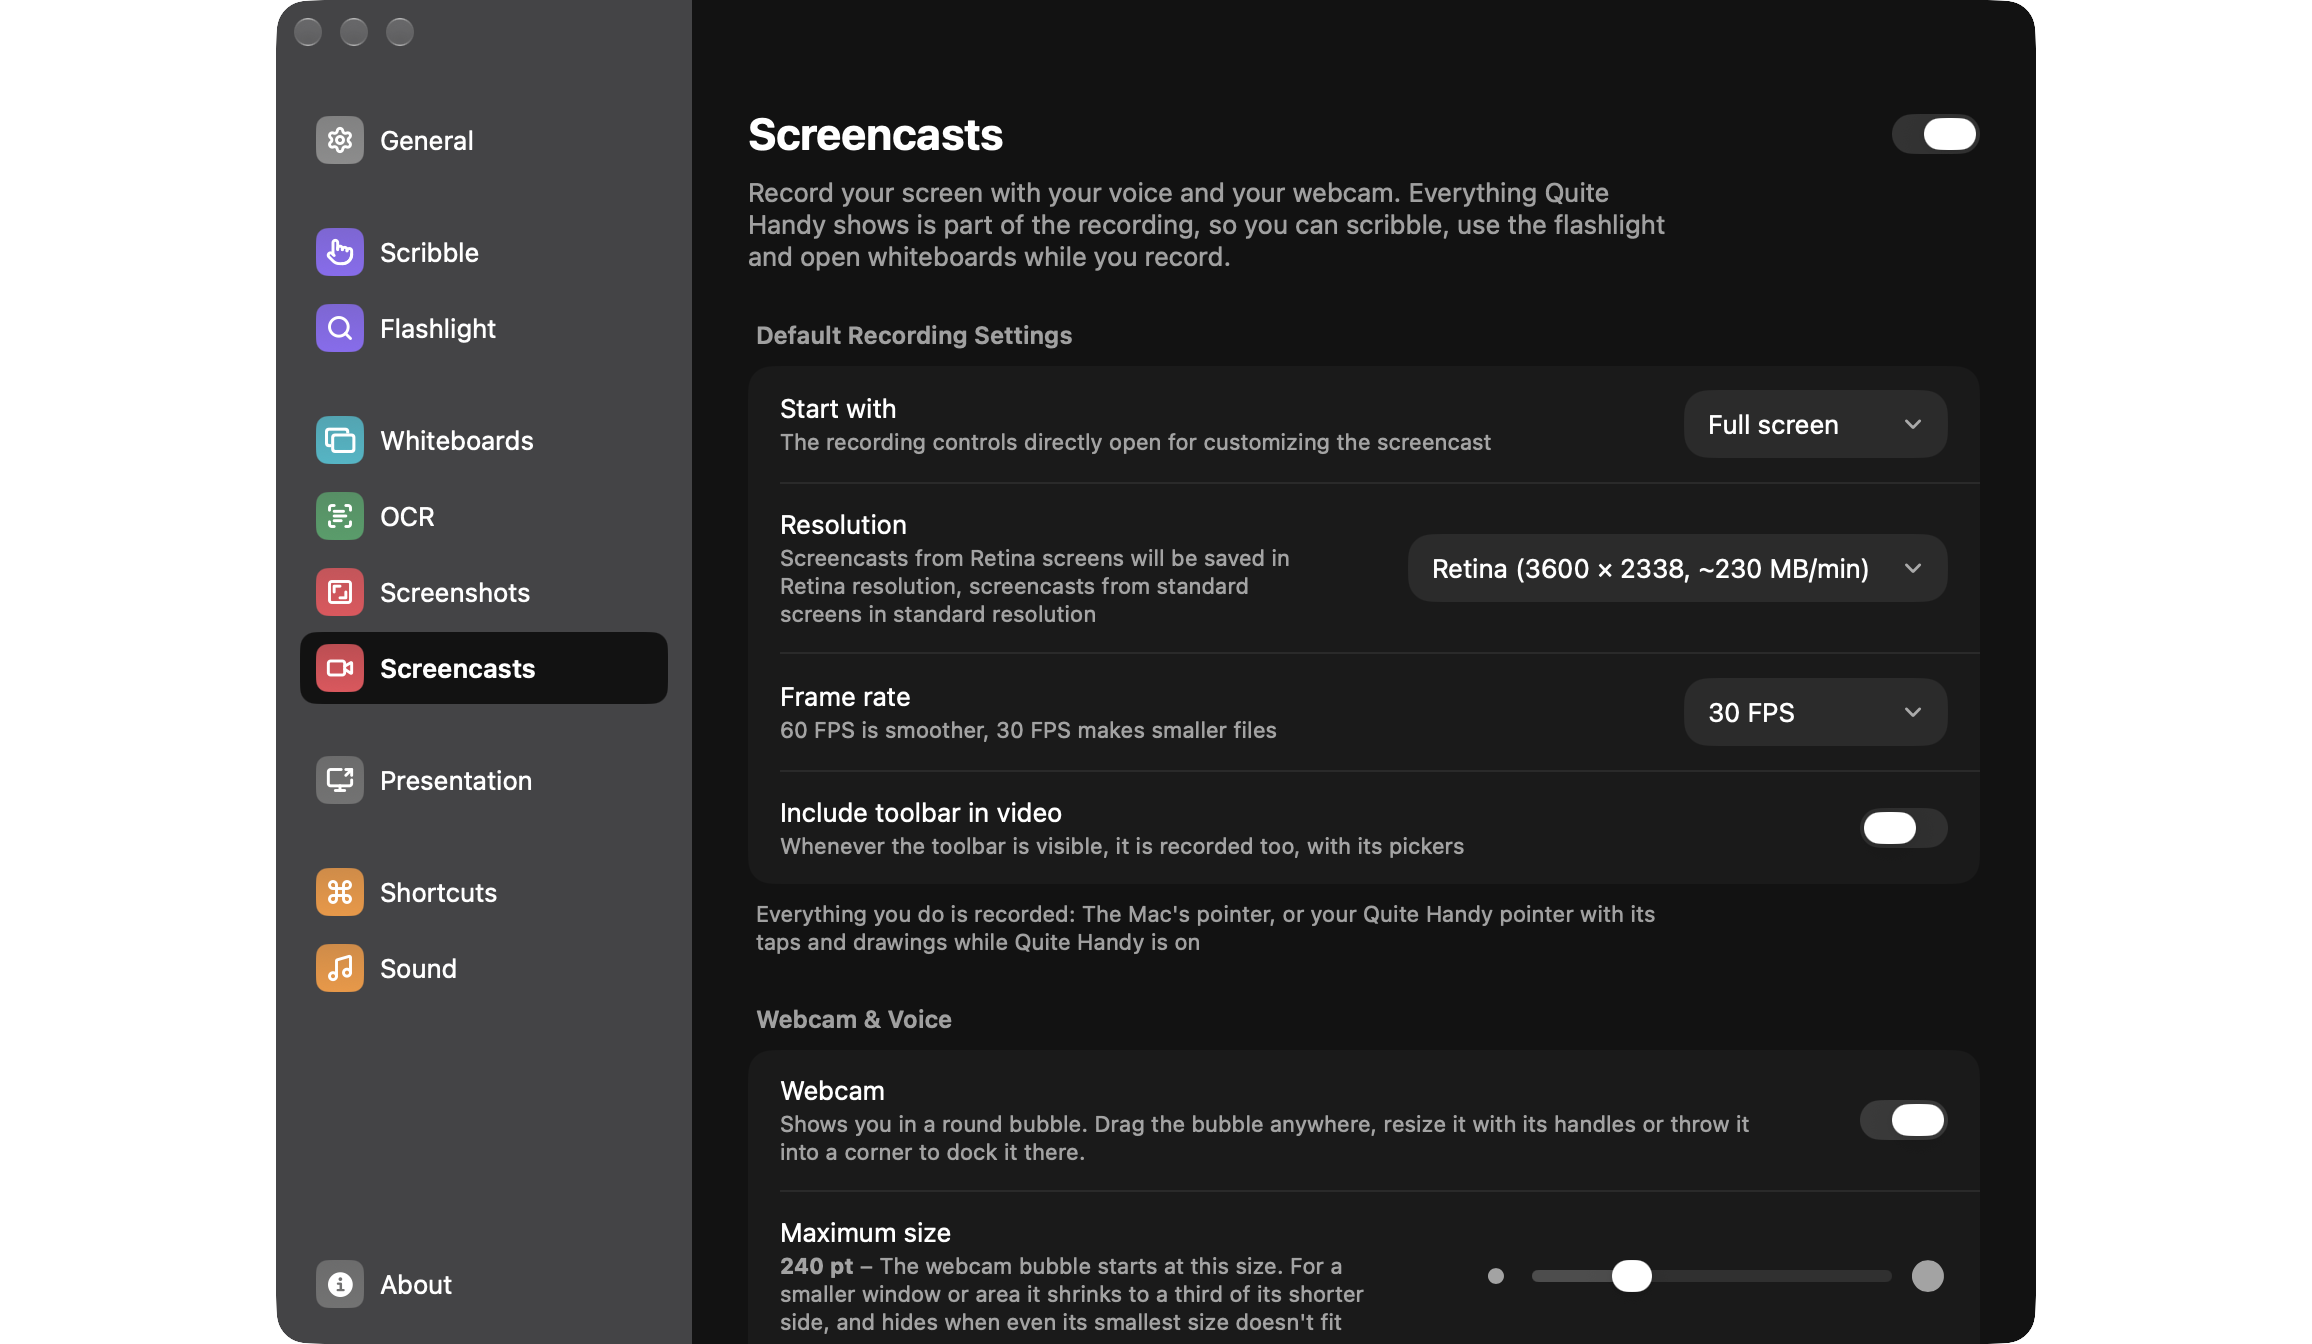 General
Scribble
Flashlight
Whiteboards
OCR
Screenshots
Screencasts
Presentation
Shortcuts
Sound
About
Screencasts
Record your screen with your voice and your webcam. Everything Quite
Handy shows is part of the recording, so you can scribble, use the flashlight
and open whiteboards while you record.
Default Recording Settings
Start with
The recording controls directly open for customizing the screencast
Full screen
Resolution
Screencasts from Retina screens will be saved in
Retina resolution, screencasts from standard
screens in standard resolution
Retina (3600 × 2338, ~230 MB/min)
Frame rate
60 FPS is smoother, 30 FPS makes smaller files
30 FPS
Include toolbar in video
Whenever the toolbar is visible, it is recorded too, with its pickers
Everything you do is recorded: The Mac's pointer, or your Quite Handy pointer with its
taps and drawings while Quite Handy is on
Webcam & Voice
Webcam
Shows you in a round bubble. Drag the bubble anywhere, resize it with its handles or throw it
into a corner to dock it there.
Maximum size
240 pt – The webcam bubble starts at this size. For a
smaller window or area it shrinks to a third of its shorter
side, and hides when even its smallest size doesn't fit